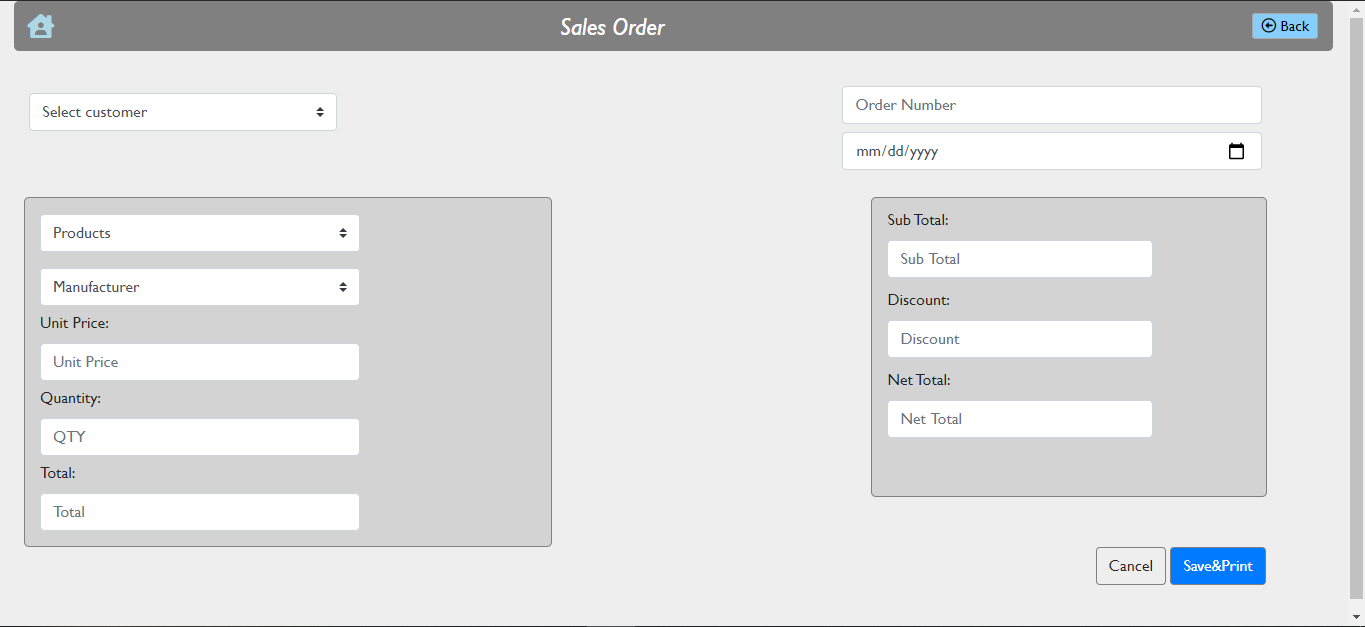 Sales Order
Back
Select customer
Order Number
mm/dd/yyyy
Products
Manufacturer
Unit Price:
Unit Price
Quantity:
QTY
Total:
Total
Sub Total:
Sub Total
Discount:
Discount
Net Total:
Net Total
Cancel
Save&Print